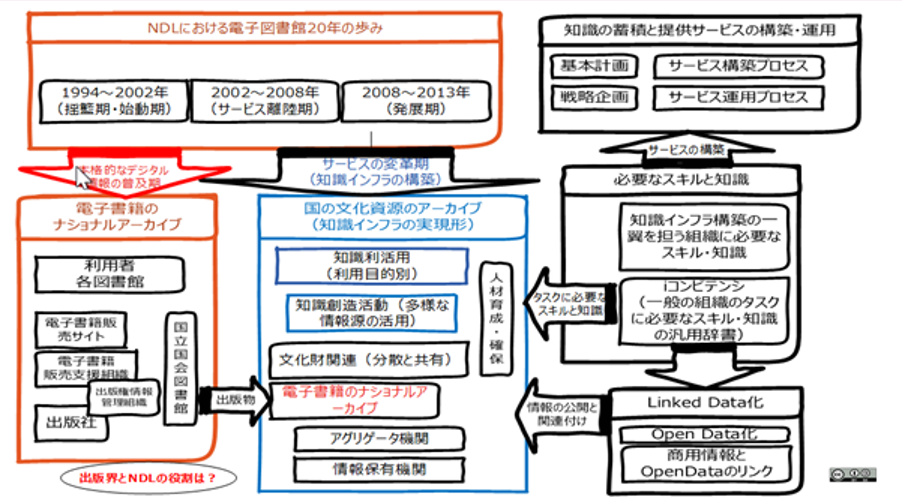 NDLにおける電子図書館20年の歩み
1994～2002年
（揺籃期・始動期）
2002～2008年
（サービス離陸期）
2008～2013年
（発展期）
知識の蓄積と提供サービスの構築・運用
基本計画
サービス構築プロセス
戦略企画
サービス運用プロセス
本格的なデジタル
情報の普及期
サービスの変革期
（知識インフラの構築）
サービスの構築
電子書籍の
ナショナルアーカイブ
利用者
各図書館
電子書籍販
売サイト
電子書籍
販売支援組織
出版権情報
管理組織
出版社
国立国会図書館
出版物
国の文化資源のアーカイブ
（知識インフラの実現形）
知識利活用
（利用目的別）
知識創造活動（多様な
情報源の活用）
人材育成・確保
文化財関連（分散と共有）
電子書籍のナショナルアー
カイブ
アグリゲータ機関
情報保有機関
必要なスキルと知識
知識インフラ構築の一
翼を担う組織に必要な
スキル・知識
iコンピテンシ
（一般の組織のタスク
に必要なスキル・知識
の汎用辞書）
タスクに必要な
スキルと知識
情報の公開と
関連付け
Linked Data化
Open Data化
商用情報と
OpenDataのリンク
出版界とNDLの役割は？